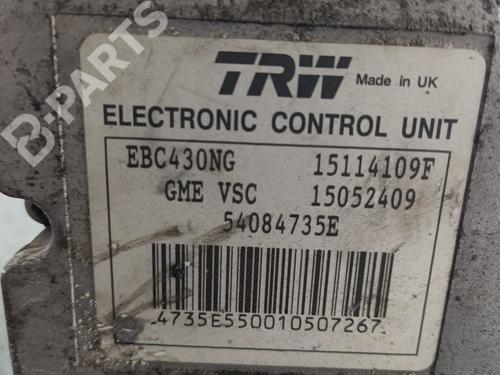 B-PARTS
TRW Made in UK
ELECTRONIC CONTROL UNIT
EBC430NG 15114109F
GME VSC 15052409
54084735E
4735E550010507267